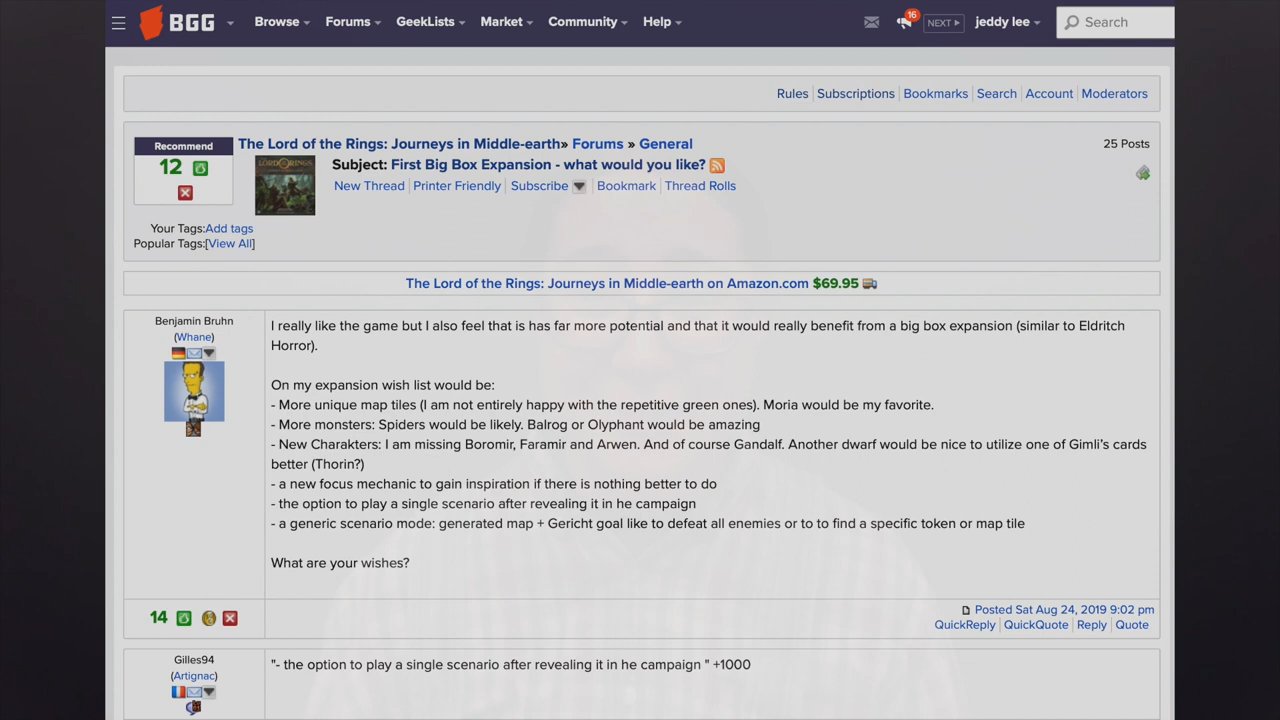 BGG Browse Forums GeekLists Market Community Help 16 NEXT jeddy lee Search
Rules Subscriptions Bookmarks Search Account Moderators
Recommend
12
The Lord of the Rings: Journeys in Middle-earth» Forums » General
25 Posts
Subject: First Big Box Expansion - what would you like?
New Thread Printer Friendly Subscribe Bookmark Thread Rolls
Your Tags:Add tags
Popular Tags:[View All]
The Lord of the Rings: Journeys in Middle-earth on Amazon.com $69.95
Benjamin Bruhn
(Whane)
I really like the game but I also feel that is has far more potential and that it would really benefit from a big box expansion (similar to Eldritch
Horror).
On my expansion wish list would be:
- More unique map tiles (I am not entirely happy with the repetitive green ones). Moria would be my favorite.
- More monsters: Spiders would be likely. Balrog or Olyphant would be amazing
- New Charakters: I am missing Boromir, Faramir and Arwen. And of course Gandalf. Another dwarf would be nice to utilize one of Gimli's cards
better (Thorin?)
- a new focus mechanic to gain inspiration if there is nothing better to do
- the option to play a single scenario after revealing it in he campaign
- a generic scenario mode: generated map + Gericht goal like to defeat all enemies or to to find a specific token or map tile
What are your wishes?
14
Posted Sat Aug 24, 2019 9:02 pm
QuickReply QuickQuote Reply Quote
Gilles94
(Artignac)
"- the option to play a single scenario after revealing it in he campaign " +1000